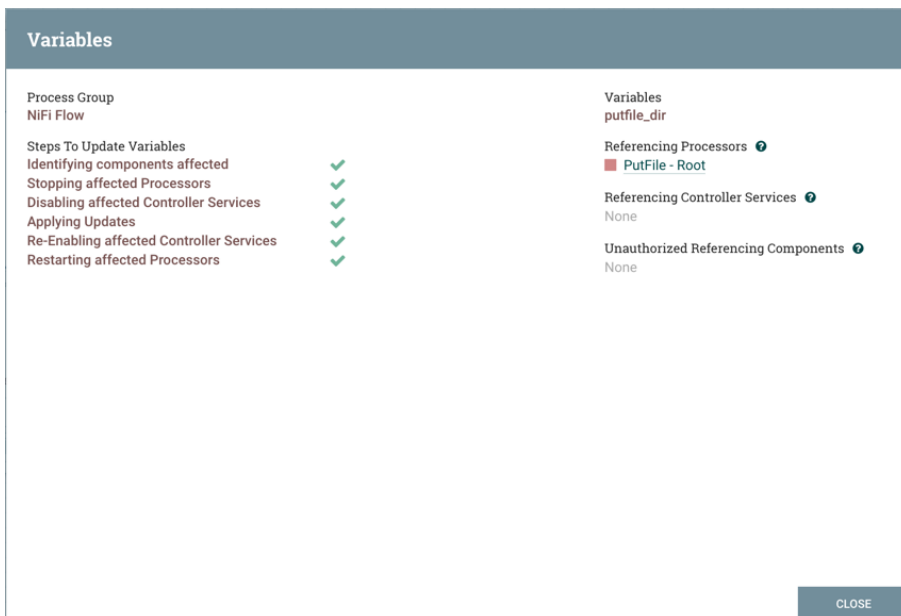 Variables
Process Group
NiFi Flow
Steps To Update Variables
Identifying components affected
Stopping affected Processors
Disabling affected Controller Services
Applying Updates
Re-Enabling affected Controller Services
Restarting affected Processors
Variables
putfile_dir
Referencing Processors
PutFile - Root
Referencing Controller Services
None
Unauthorized Referencing Components
None
CLOSE